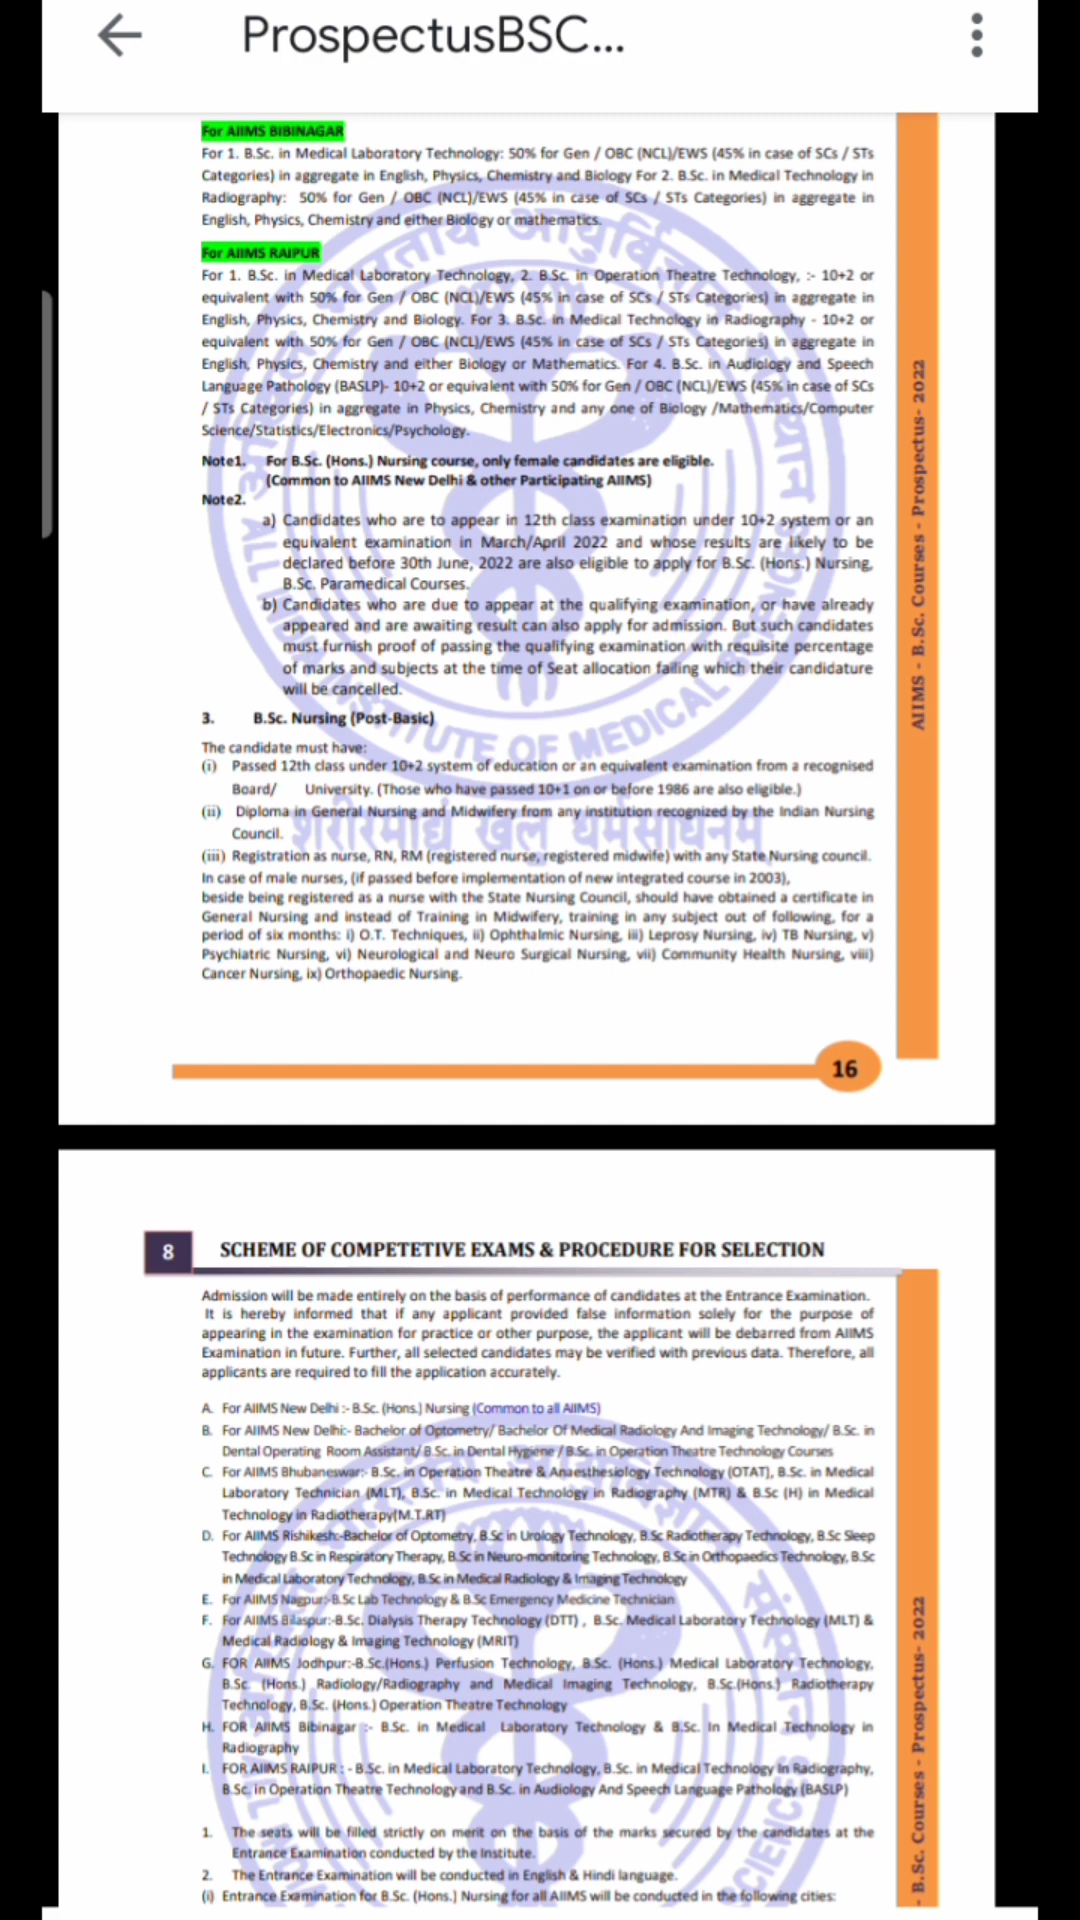 ProspectusBSC...
For AIIMS BIBINAGAR
For 1. B.Sc. in Medical Laboratory Technology: 50% for Gen / OBC (NCL)/EWS (45% in case of SCs / STs
Categories) in aggregate in English, Physics, Chemistry and Biology For 2. B.Sc. in Medical Technology in
Radiography: 50% for Gen / OBC (NCL)/EWS (45% in case of SCs / STs Categories) in aggregate in
English, Physics, Chemistry and either Biology or mathematics.
For AIIMS RAIPUR
For 1. B.Sc. in Medical Laboratory Technology, 2. B.Sc. in Operation Theatre Technology, :- 10+2 or
equivalent with 50% for Gen / OBC (NCL)/EWS (45% in case of SCs / STs Categories) in aggregate in
English, Physics, Chemistry and Biology. For 3. B.Sc. in Medical Technology in Radiography - 10+2 or
equivalent with 50% for Gen / OBC (NCL)/EWS (45% in case of SCs / STs Categories) in aggregate in
English, Physics, Chemistry and either Biology or Mathematics. For 4. B.Sc. in Audiology and Speech
Language Pathology (BASLP)- 10+2 or equivalent with 50% for Gen / OBC (NCL)/EWS (45% in case of SCs
/ STs Categories) in aggregate in Physics, Chemistry and any one of Biology /Mathematics/Computer
Science/Statistics/Electronics/Psychology.
Note1. For B.Sc. (Hons.) Nursing course, only female candidates are eligible.
(Common to AIIMS New Delhi & other Participating AIIMS)
Note2.
a) Candidates who are to appear in 12th class examination under 10+2 system or an
equivalent examination in March/April 2022 and whose results are likely to be
declared before 30th June, 2022 are also eligible to apply for B.Sc. (Hons.) Nursing,
B.Sc. Paramedical Courses.
b) Candidates who are due to appear at the qualifying examination, or have already
appeared and are awaiting result can also apply for admission. But such candidates
must furnish proof of passing the qualifying examination with requisite percentage
of marks and subjects at the time of Seat allocation failing which their candidature
will be cancelled.
3. B.Sc. Nursing (Post-Basic)
The candidate must have:
(i) Passed 12th class under 10+2 system of education or an equivalent examination from a recognised
Board/ University. (Those who have passed 10+1 on or before 1986 are also eligible.)
(ii) Diploma in General Nursing and Midwifery from any institution recognized by the Indian Nursing
Council.
(iii) Registration as nurse, RN, RM (registered nurse, registered midwife) with any State Nursing council.
In case of male nurses, (if passed before implementation of new integrated course in 2003),
beside being registered as a nurse with the State Nursing Council, should have obtained a certificate in
General Nursing and instead of Training in Midwifery, training in any subject out of following, for a
period of six months: i) O.T. Techniques, ii) Ophthalmic Nursing, iii) Leprosy Nursing, iv) TB Nursing, v)
Psychiatric Nursing, vi) Neurological and Neuro Surgical Nursing, vii) Community Health Nursing, viii)
Cancer Nursing, ix) Orthopaedic Nursing.
AIIMS - B.Sc. Courses - Prospectus- 2022
16
8 SCHEME OF COMPETETIVE EXAMS & PROCEDURE FOR SELECTION
Admission will be made entirely on the basis of performance of candidates at the Entrance Examination.
It is hereby informed that if any applicant provided false information solely for the purpose of
appearing in the examination for practice or other purpose, the applicant will be debarred from AIIMS
Examination in future. Further, all selected candidates may be verified with previous data. Therefore, all
applicants are required to fill the application accurately.
A. For AIIMS New Delhi :- B.Sc. (Hons.) Nursing (Common to all AIIMS)
B. For AIIMS New Delhi:- Bachelor of Optometry/ Bachelor Of Medical Radiology And Imaging Technology/ B.Sc. in
Dental Operating Room Assistant/ B.Sc. in Dental Hygiene / B.Sc. in Operation Theatre Technology Courses
C. For AIIMS Bhubaneswar:- B.Sc. in Operation Theatre & Anaesthesiology Technology (OTAT), B.Sc. in Medical
Laboratory Technician (MLT), B.Sc. in Medical Technology in Radiography (MTR) & B.Sc (H) in Medical
Technology in Radiotherapy(M.T.RT)
D. For AIIMS Rishikesh:-Bachelor of Optometry, B.Sc in Urology Technology, B.Sc Radiotherapy Technology, B.Sc Sleep
Technology B.Sc in Respiratory Therapy, B.Sc in Neuro-monitoring Technology, B.Sc in Orthopaedics Technology, B.Sc
in Medical Laboratory Technology, B.Sc in Medical Radiology & Imaging Technology
E. For AIIMS Nagpur:-B.Sc Lab Technology & B.Sc Emergency Medicine Technician
F. For AIIMS Bilaspur:-B.Sc. Dialysis Therapy Technology (DTT) , B.Sc. Medical Laboratory Technology (MLT) &
Medical Radiology & Imaging Technology (MRIT)
G. FOR AIIMS Jodhpur:-B.Sc.(Hons.) Perfusion Technology, B.Sc. (Hons.) Medical Laboratory Technology,
B.Sc. (Hons.) Radiology/Radiography and Medical Imaging Technology, B.Sc.(Hons.) Radiotherapy
Technology, B.Sc. (Hons.) Operation Theatre Technology
H. FOR AIIMS Bibinagar :- B.Sc. in Medical Laboratory Technology & B.Sc. In Medical Technology in
Radiography
I. FOR AIIMS RAIPUR : - B.Sc. in Medical Laboratory Technology, B.Sc. in Medical Technology In Radiography,
B.Sc. in Operation Theatre Technology and B.Sc. in Audiology And Speech Language Pathology (BASLP)
1. The seats will be filled strictly on merit on the basis of the marks secured by the candidates at the
Entrance Examination conducted by the Institute.
2. The Entrance Examination will be conducted in English & Hindi language.
(i) Entrance Examination for B.Sc. (Hons.) Nursing for all AIIMS will be conducted in the following cities:
- B.Sc. Courses - Prospectus- 2022